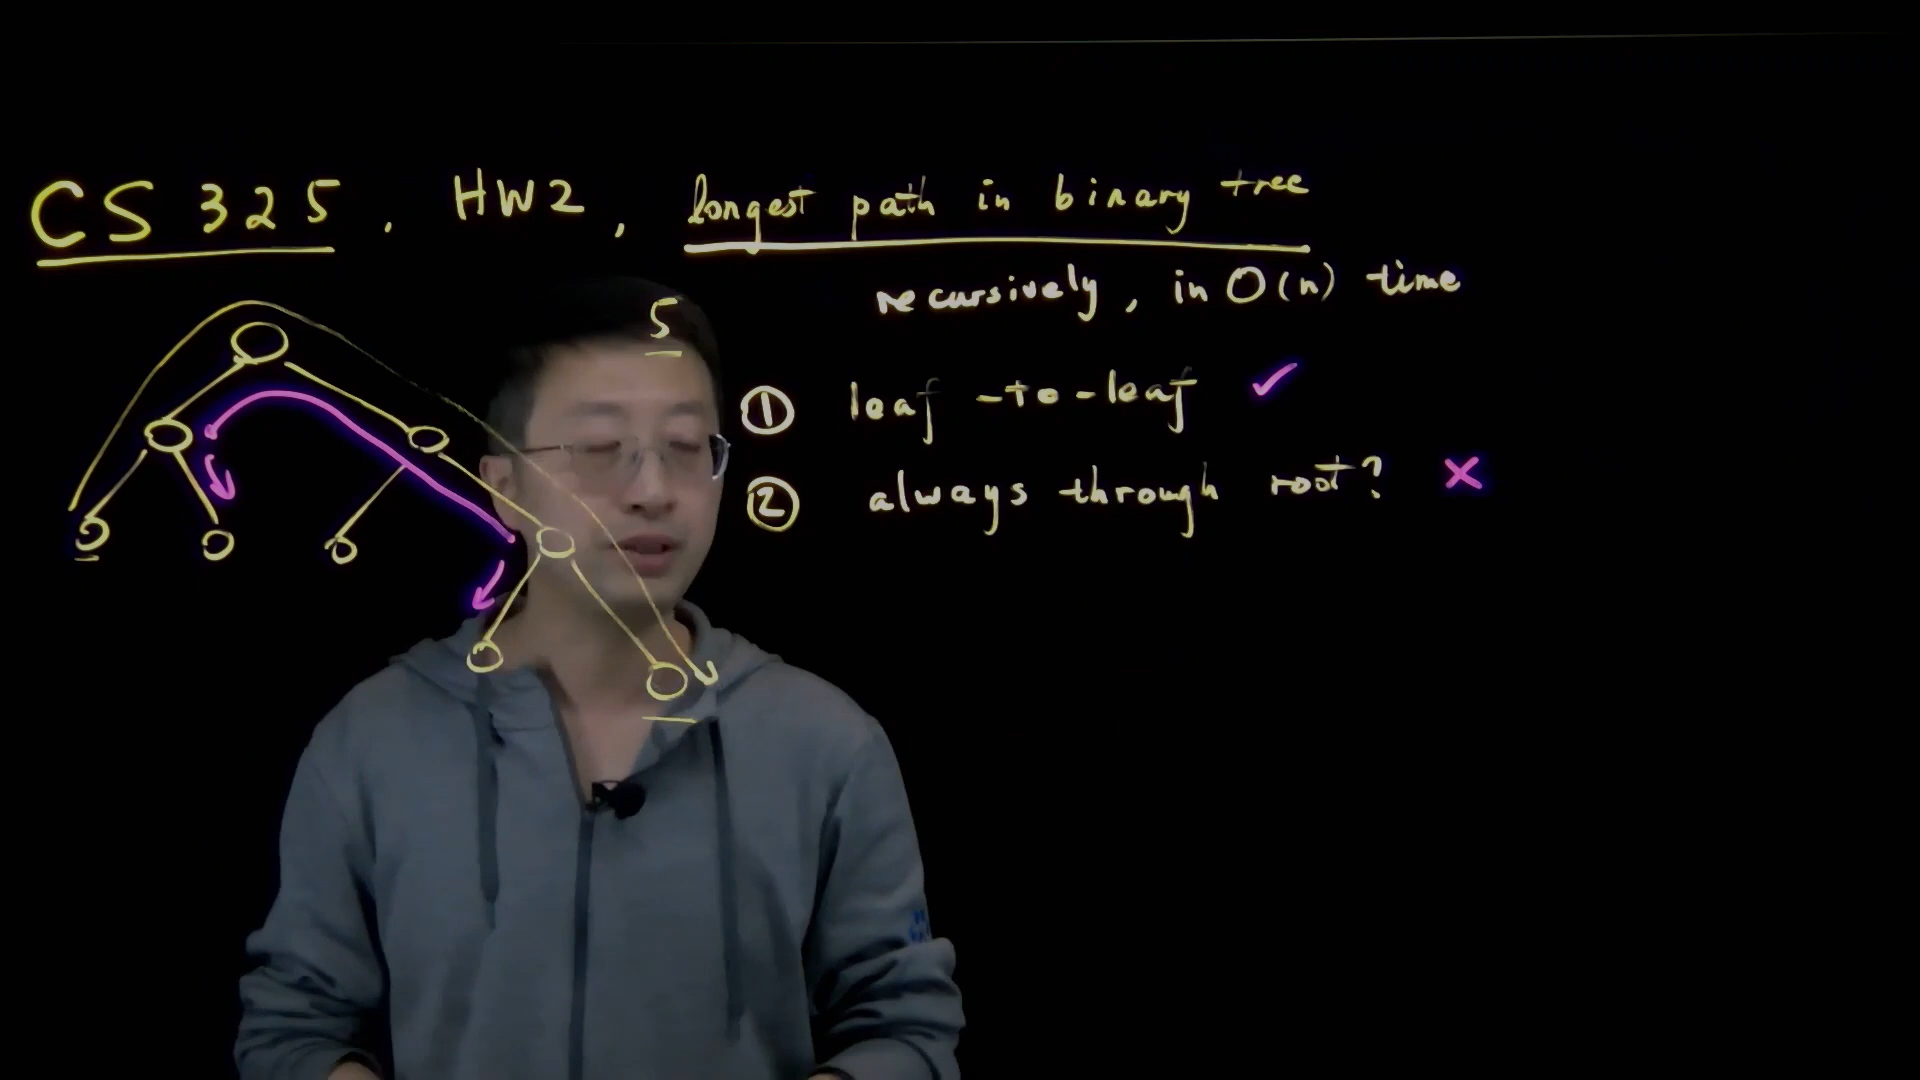 CS 325. HW2, longest path in binary tree
recursively, in O(n) time
5
① leaf-to-leaf ✓
② always through root? ×